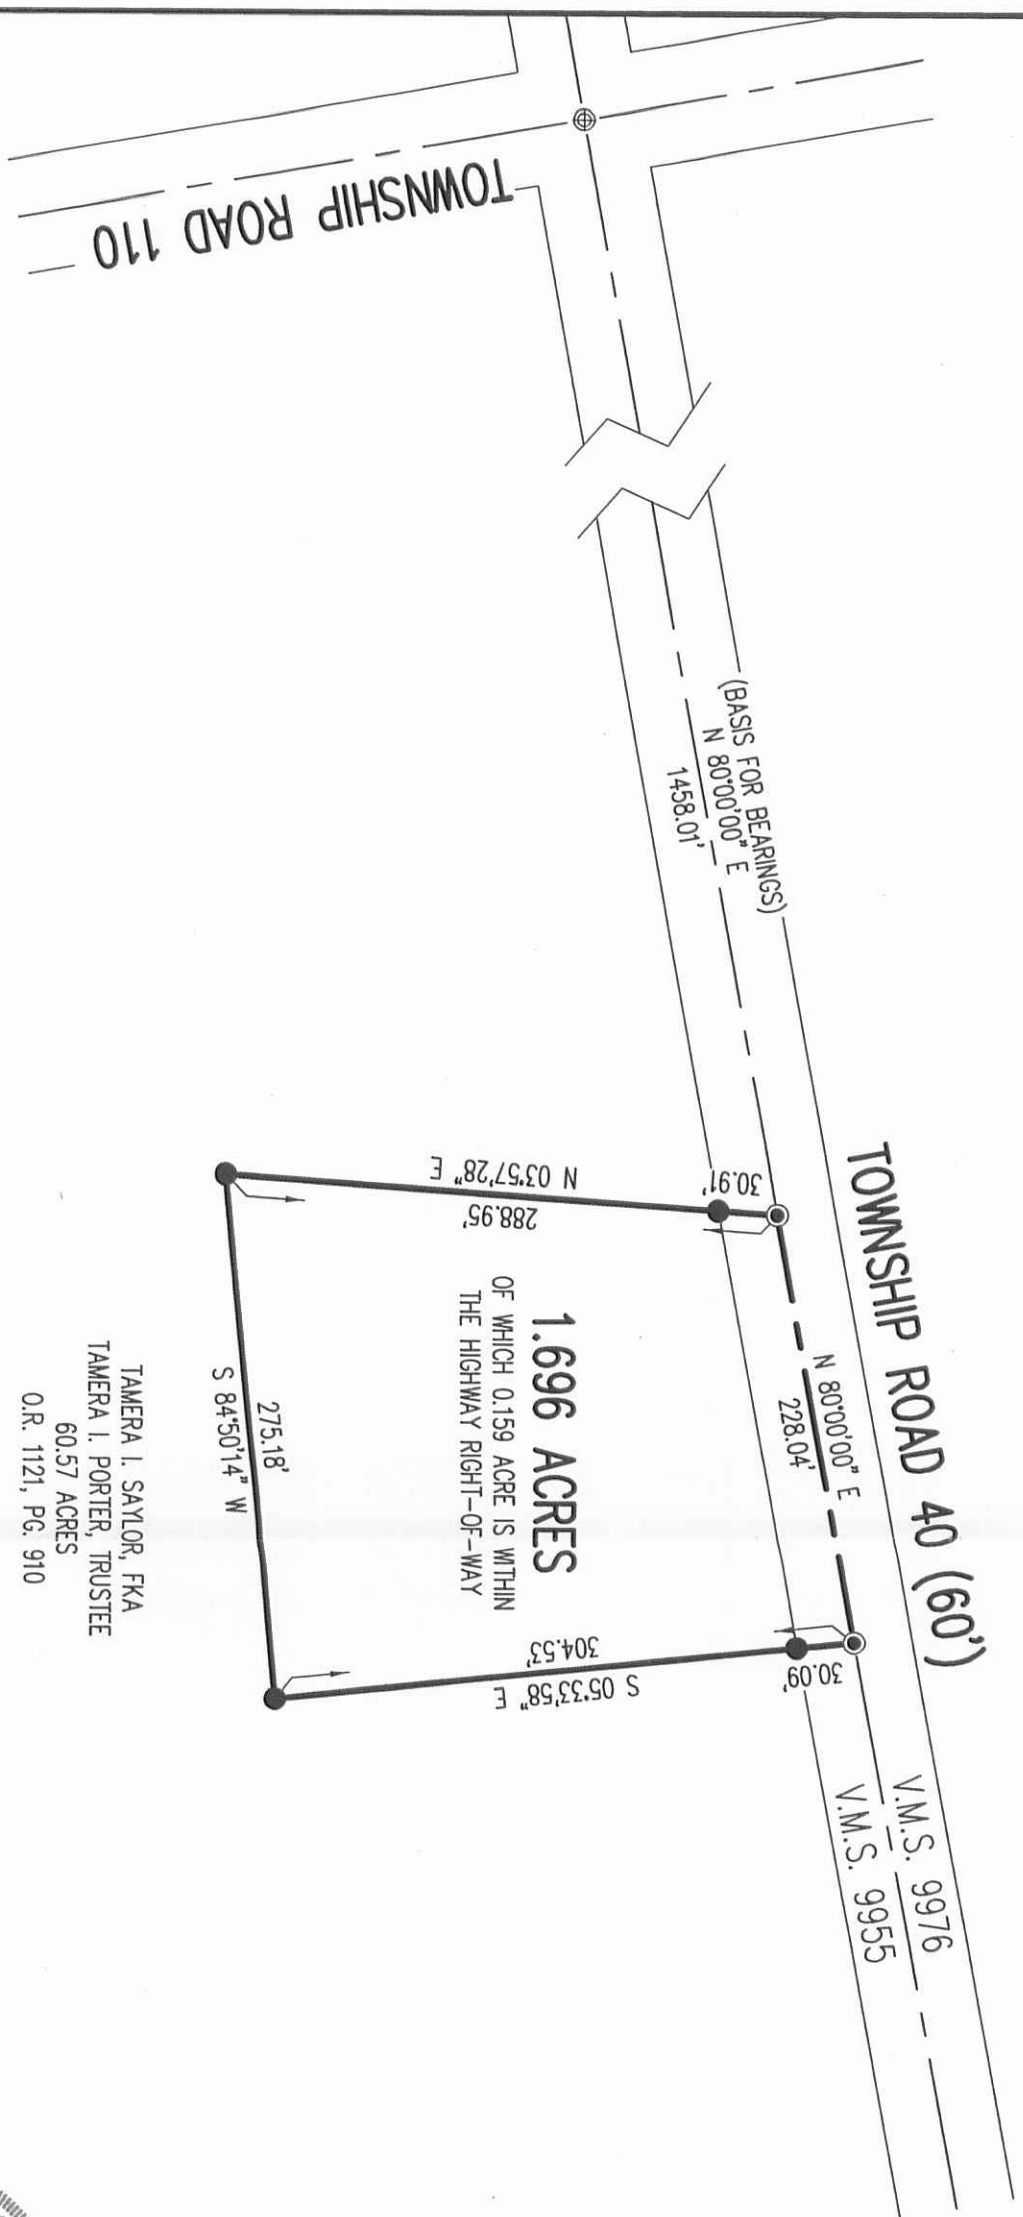 TOWNSHIP ROAD 110
(BASIS FOR BEARINGS)
N 80°00'00" E
1458.01'
TOWNSHIP ROAD 40 (60')
N 80°00'00" E
228.04'
V.M.S. 9976
V.M.S. 9955
30.91'
N 03°57'28" E
288.95'
1.696 ACRES
OF WHICH 0.159 ACRE IS WITHIN
THE HIGHWAY RIGHT-OF-WAY
30.09'
304.53'
S 05°33'58" E
275.18'
S 84°50'14" W
TAMERA I. SAYLOR, FKA
TAMERA I. PORTER, TRUSTEE
60.57 ACRES
O.R. 1121, PG. 910